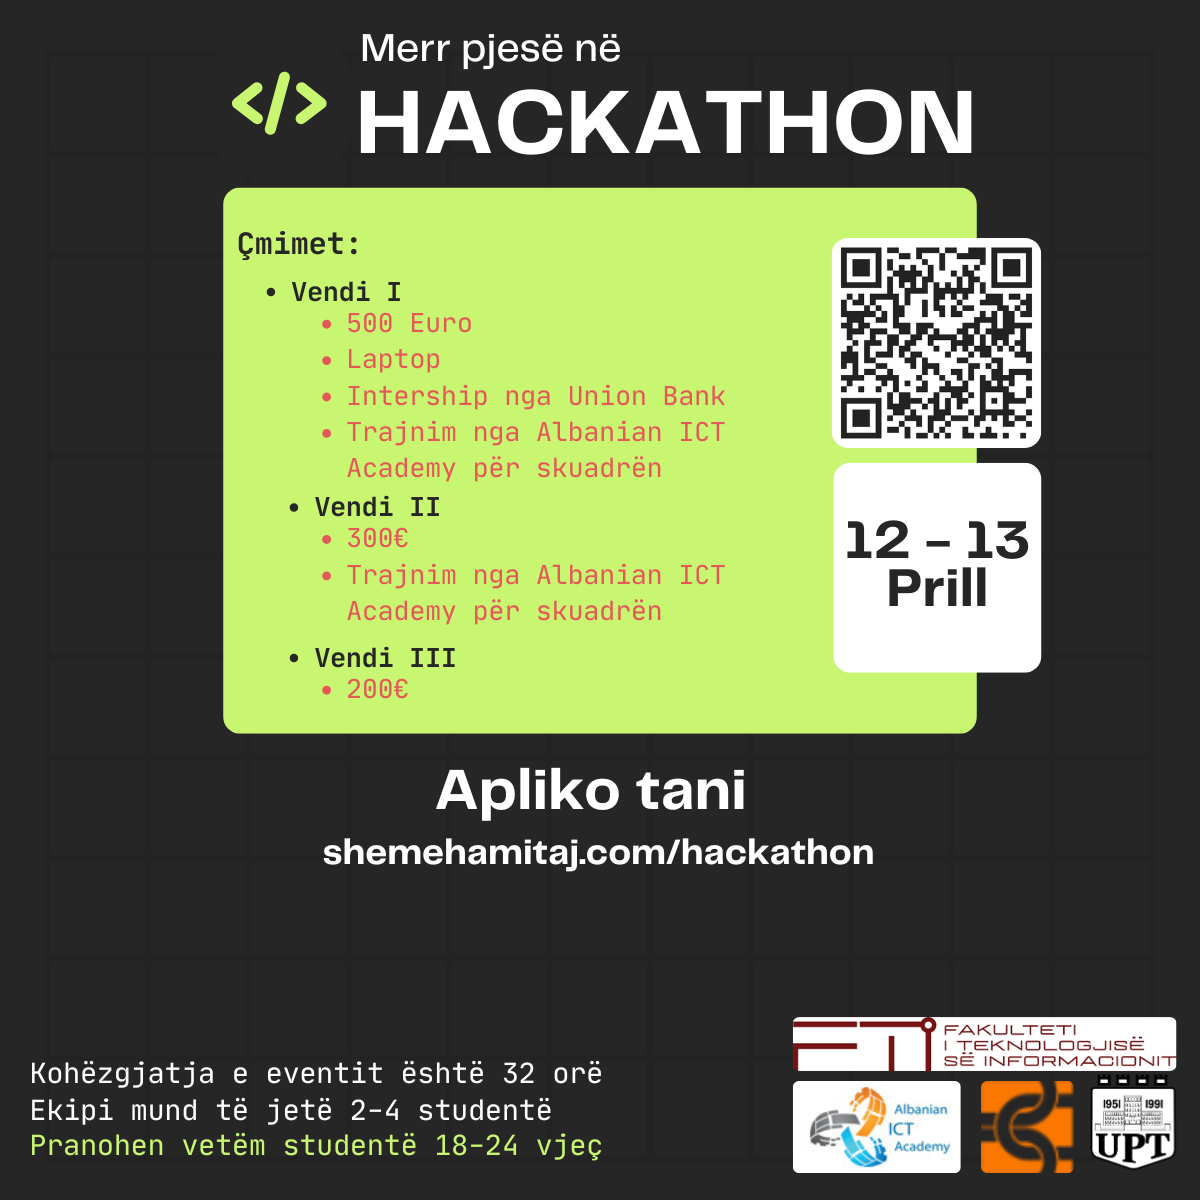 Merr pjesë në
</>
HACKATHON
Çmimet:
• Vendi I
• 500 Euro
• Laptop
• Intership nga Union Bank
• Trajnim nga Albanian ICT
Academy për skuadrën
• Vendi II
• 300€
• Trajnim nga Albanian ICT
Academy për skuadrën
• Vendi III
• 200€
12 – 13
Prill
Apliko tani
shemehamitaj.com/hackathon
Kohëzgjatja e eventit është 32 orë
Ekipi mund të jetë 2-4 studentë
Pranohen vetëm studentë 18-24 vjeç
FTI
FAKULTETI
I TEKNOLOGJISË
SË INFORMACIONIT
Albanian
ICT
Academy
1951 1991
UPT